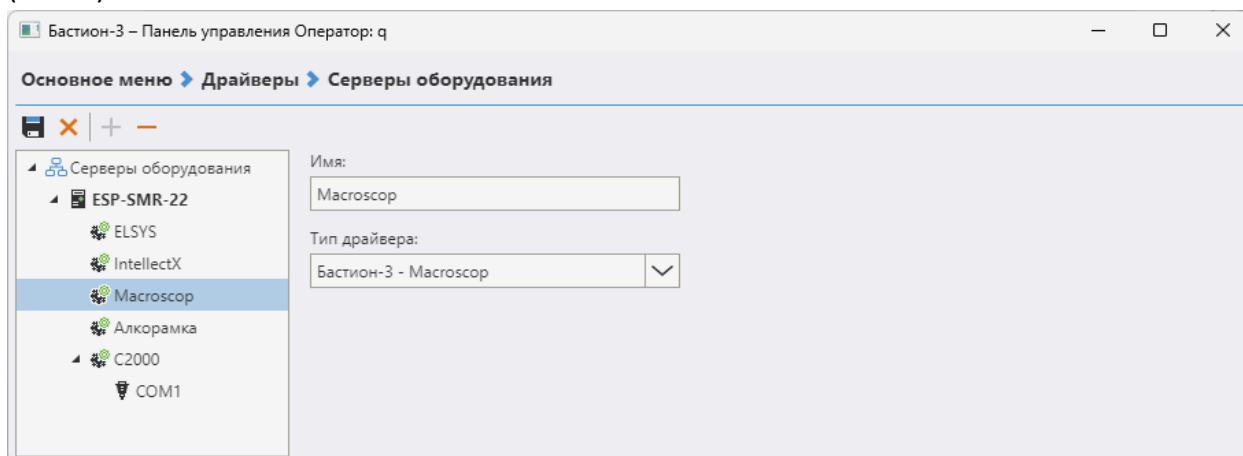 Бастион-3 – Панель управления Оператор: q
Основное меню Драйверы Серверы оборудования
Серверы оборудования
ESP-SMR-22
ELSYS
IntellectX
Macroscop
Алкорамка
С2000
COM1
Имя:
Macroscop
Тип драйвера:
Бастион-3 - Macroscop